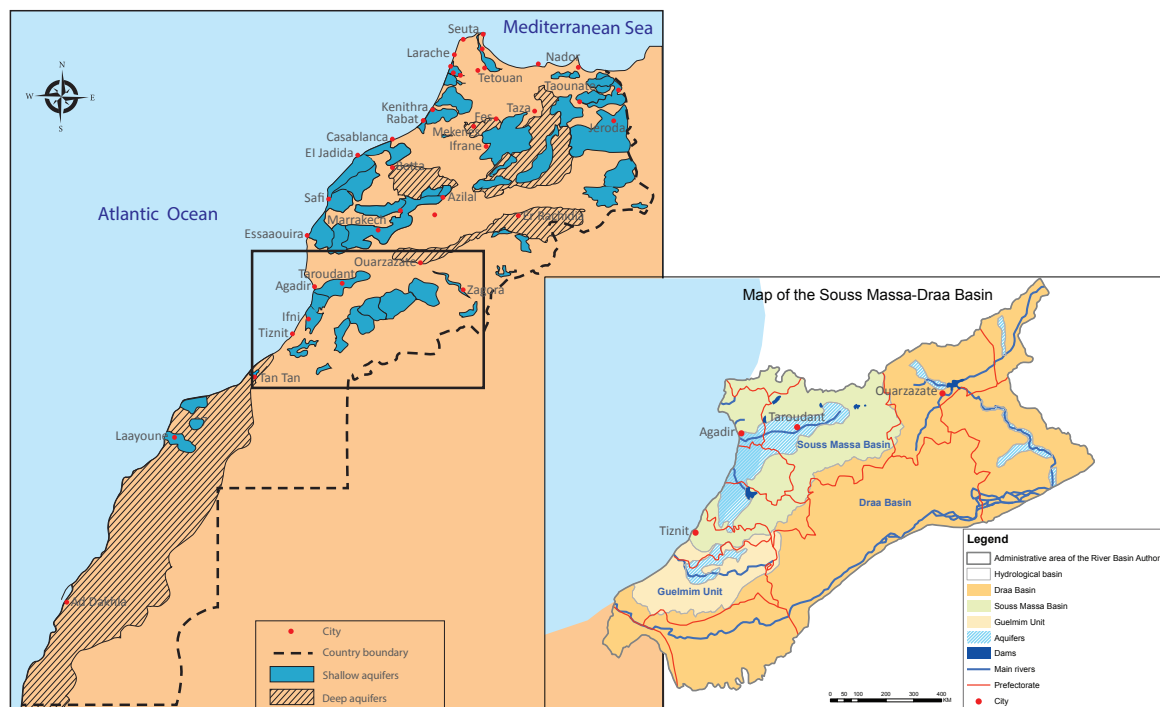 Seuta
Mediterranean Sea
Larache
Nador
Tetouan
Taounate
Kenithra
Rabat
Fes
Taza
Mekenes
Jeroda
Casablanca
Ifrane
El Jadida
Settat
Safi
Azilal
Atlantic Ocean
Marrakech
Er Rachidia
Essaaouira
Ouarzazate
Taroudant
Agadir
Zagora
Ifni
Tiznit
Tan Tan
Laayoune
Ad Dakhla
N
W
E
S
City
Country boundary
Shallow aquifers
Deep aquifers
Map of the Souss Massa-Draa Basin
Ouarzazate
Taroudant
Agadir
Souss Massa Basin
Draa Basin
Tiznit
Guelmim Unit
Legend
Administrative area of the River Basin Author
Hydrological basin
Draa Basin
Souss Massa Basin
Guelmim Unit
Aquifers
Dams
Main rivers
Prefectorate
City
0 50 100 200 300 400
KM